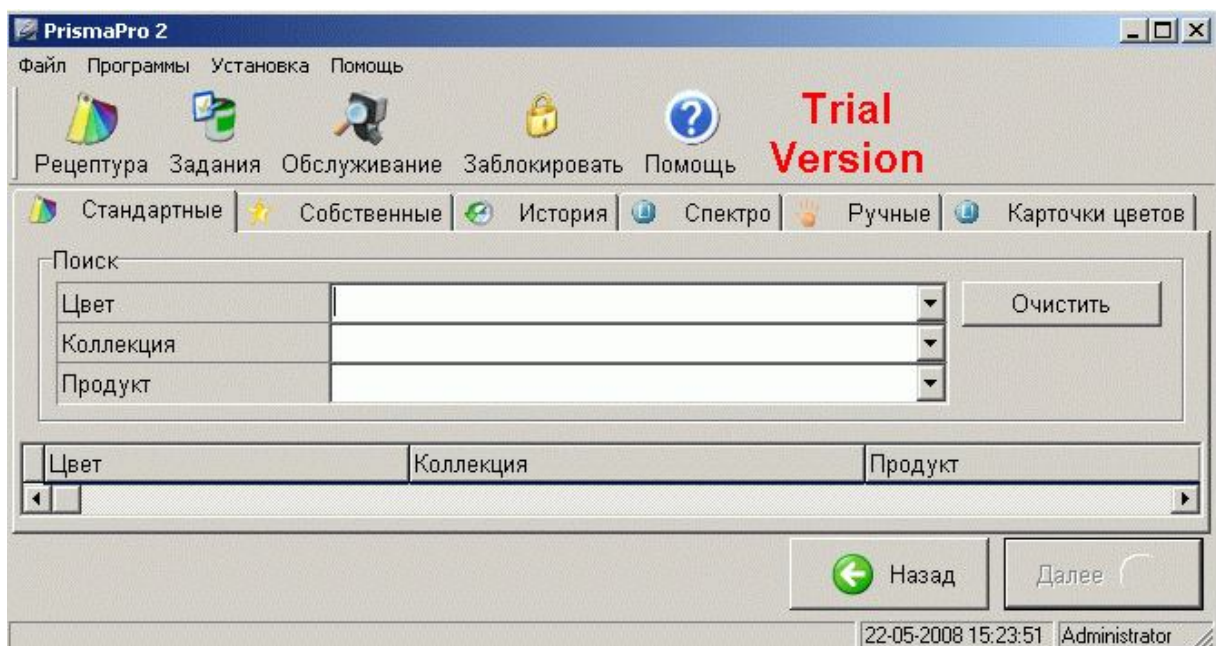 PrismaPro 2
Файл Программы Установка Помощь
Trial
Version
Рецептура Задания Обслуживание Заблокировать Помощь
Стандартные Собственные История Спектро Ручные Карточки цветов
Поиск
Цвет Очистить
Коллекция
Продукт
Цвет Коллекция Продукт
Назад Далее
22-05-2008 15:23:51 Administrator